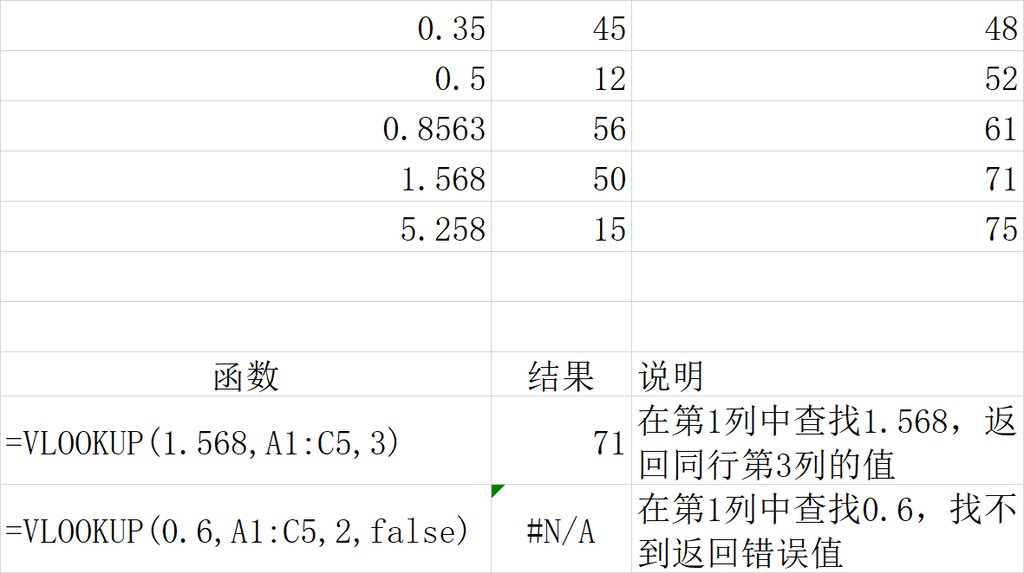 0.35 45 48
0.5 12 52
0.8563 56 61
1.568 50 71
5.258 15 75
函数 结果 说明
=VLOOKUP(1.568,A1:C5,3) 71 在第1列中查找1.568，返
回同行第3列的值
=VLOOKUP(0.6,A1:C5,2,false) #N/A 在第1列中查找0.6，找不
到返回错误值